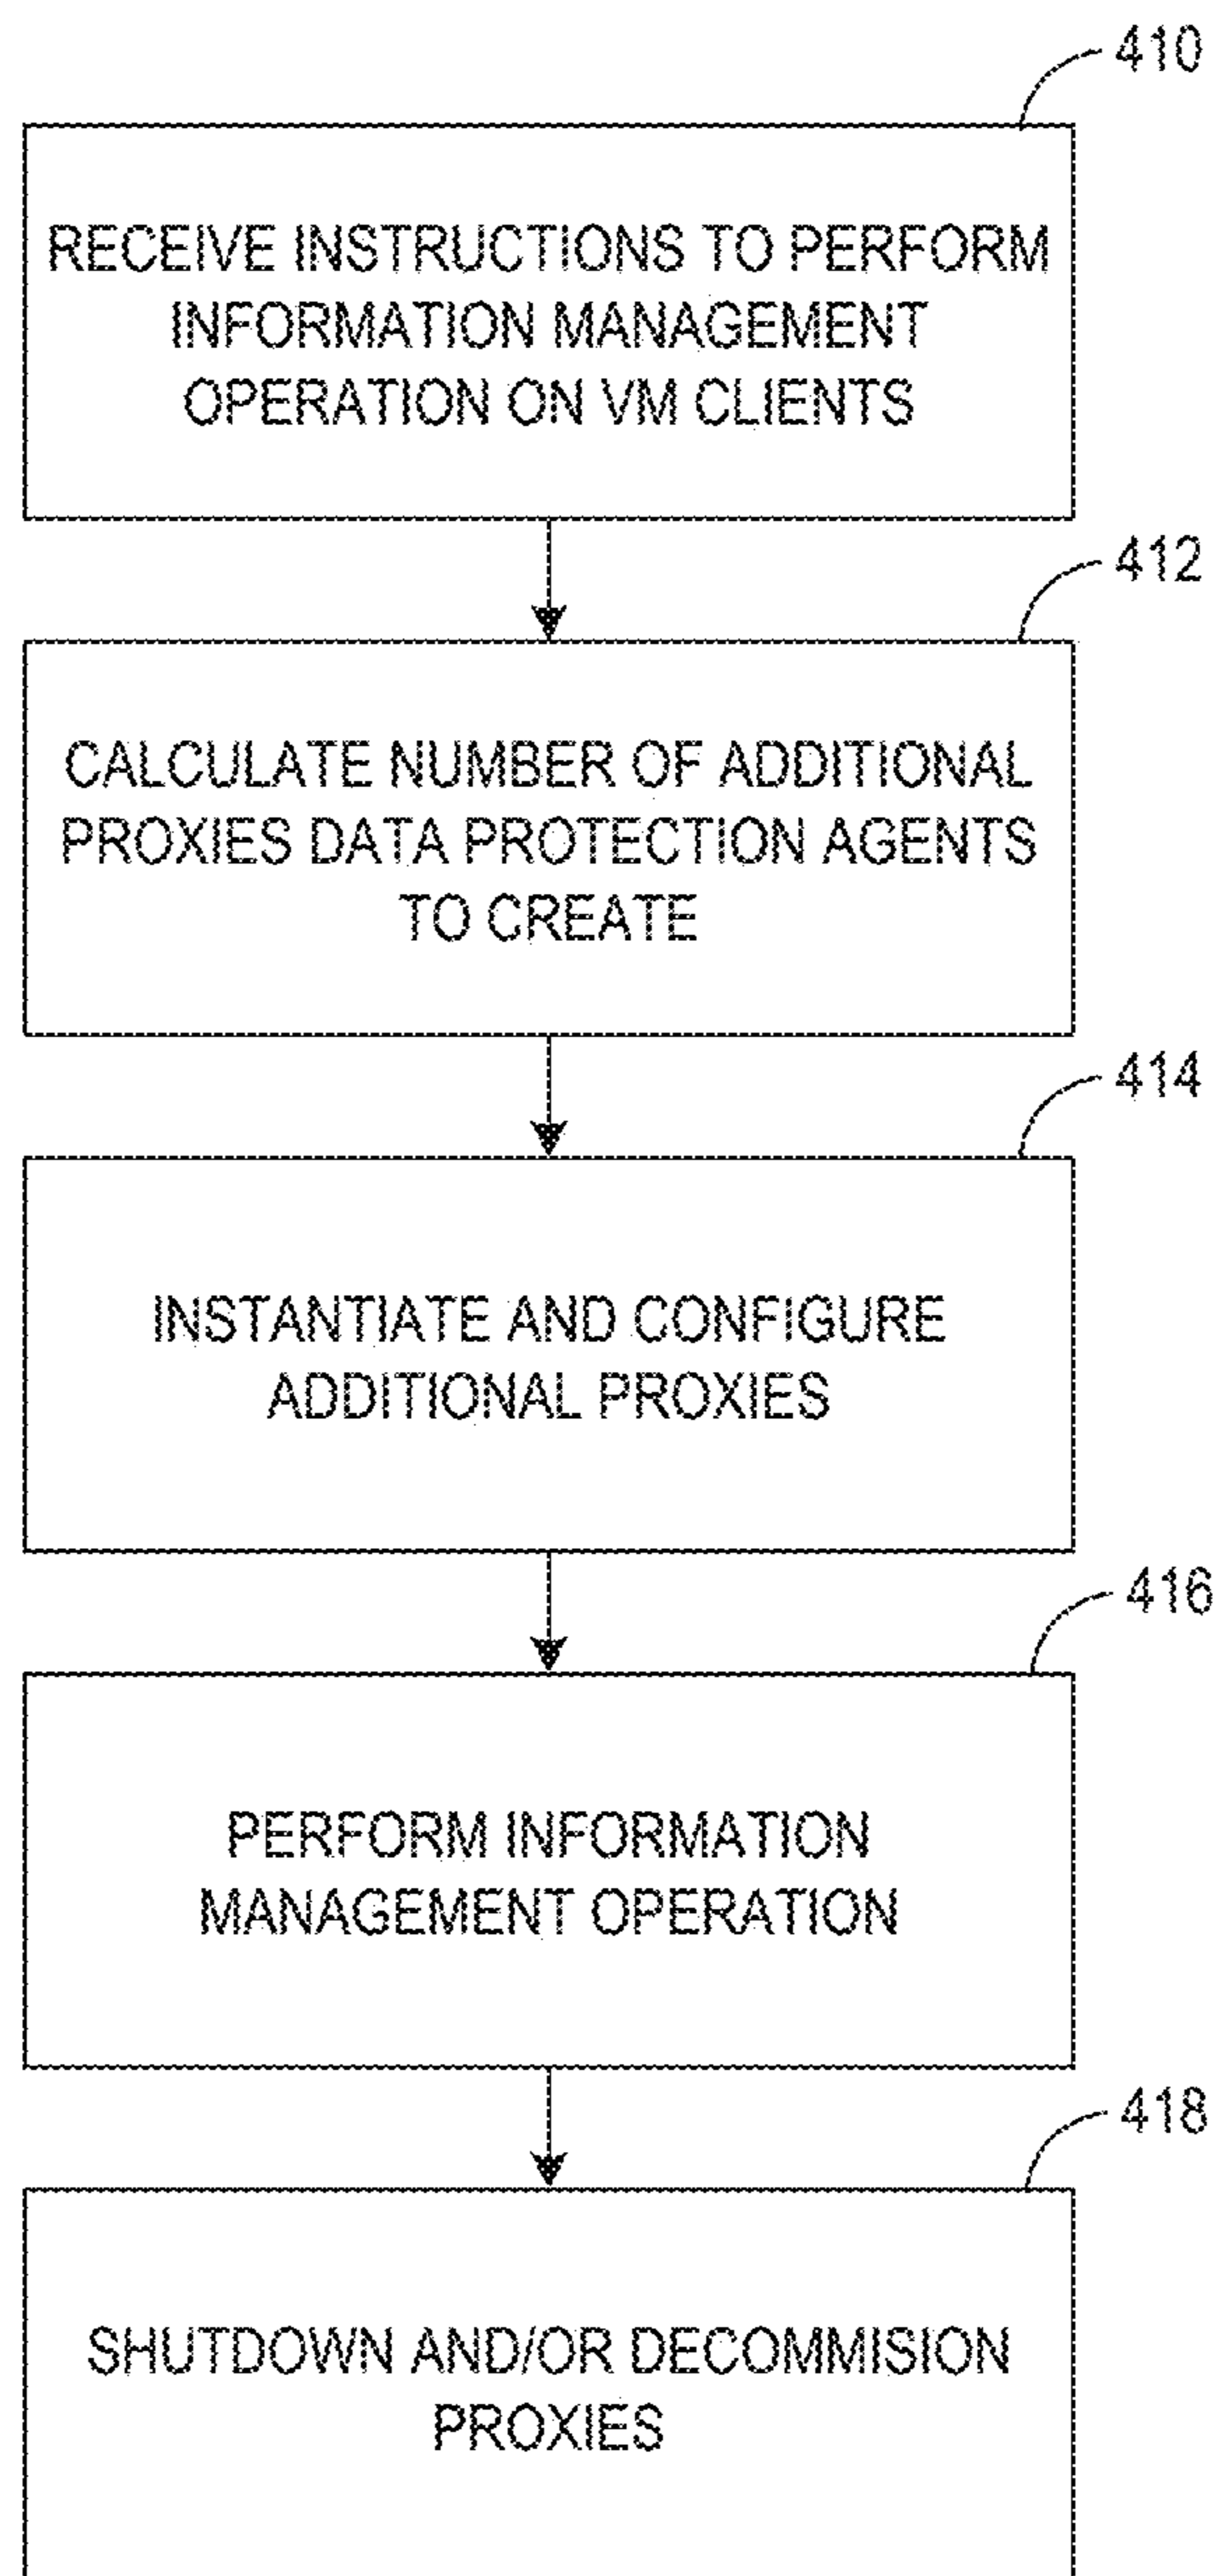 410
RECEIVE INSTRUCTIONS TO PERFORM
INFORMATION MANAGEMENT
OPERATION ON VM CLIENTS
412
CALCULATE NUMBER OF ADDITIONAL
PROXIES DATA PROTECTION AGENTS
TO CREATE
414
INSTANTIATE AND CONFIGURE
ADDITIONAL PROXIES
416
PERFORM INFORMATION
MANAGEMENT OPERATION
418
SHUTDOWN AND/OR DECOMMISION
PROXIES